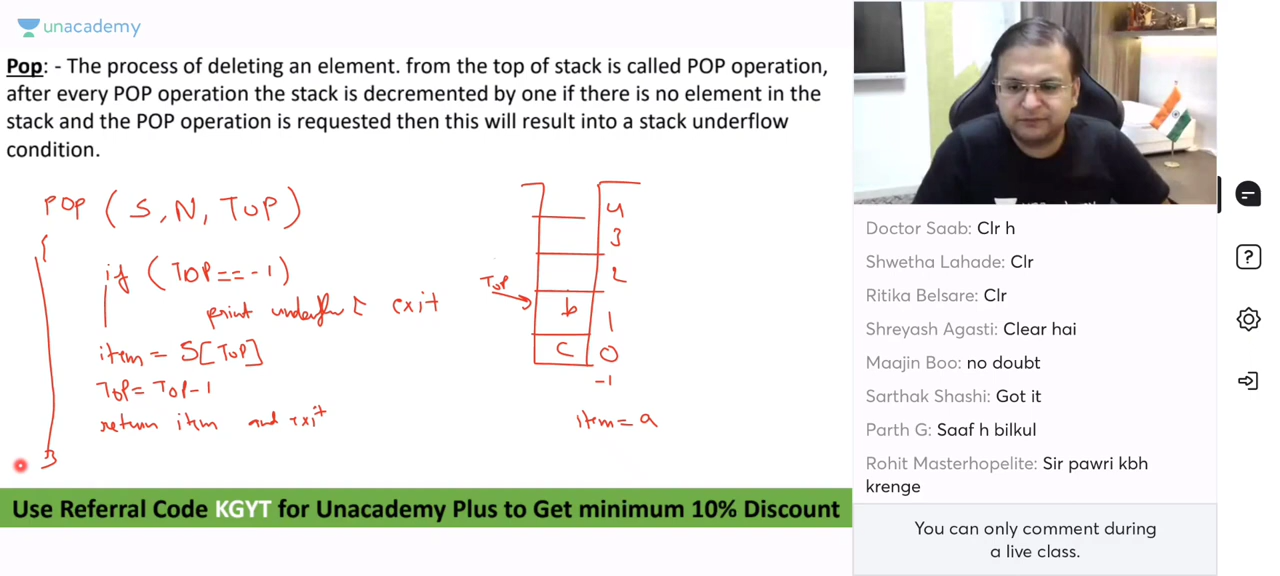 unacademy
Pop: - The process of deleting an element. from the top of stack is called POP operation,
after every POP operation the stack is decremented by one if there is no element in the
stack and the POP operation is requested then this will result into a stack underflow
condition.
POP (S, N, TOP)
{
if (TOP == -1)
print underflow & exit
item = S[TOP]
TOP = TOP-1
return item and exit
}
4
3
2
TOP
b 1
C 0
-1
item = a
Use Referral Code KGYT for Unacademy Plus to Get minimum 10% Discount
Doctor Saab: Clr h
Shwetha Lahade: Clr
Ritika Belsare: Clr
Shreyash Agasti: Clear hai
Maajin Boo: no doubt
Sarthak Shashi: Got it
Parth G: Saaf h bilkul
Rohit Masterhopelite: Sir pawri kbh
krenge
You can only comment during
a live class.